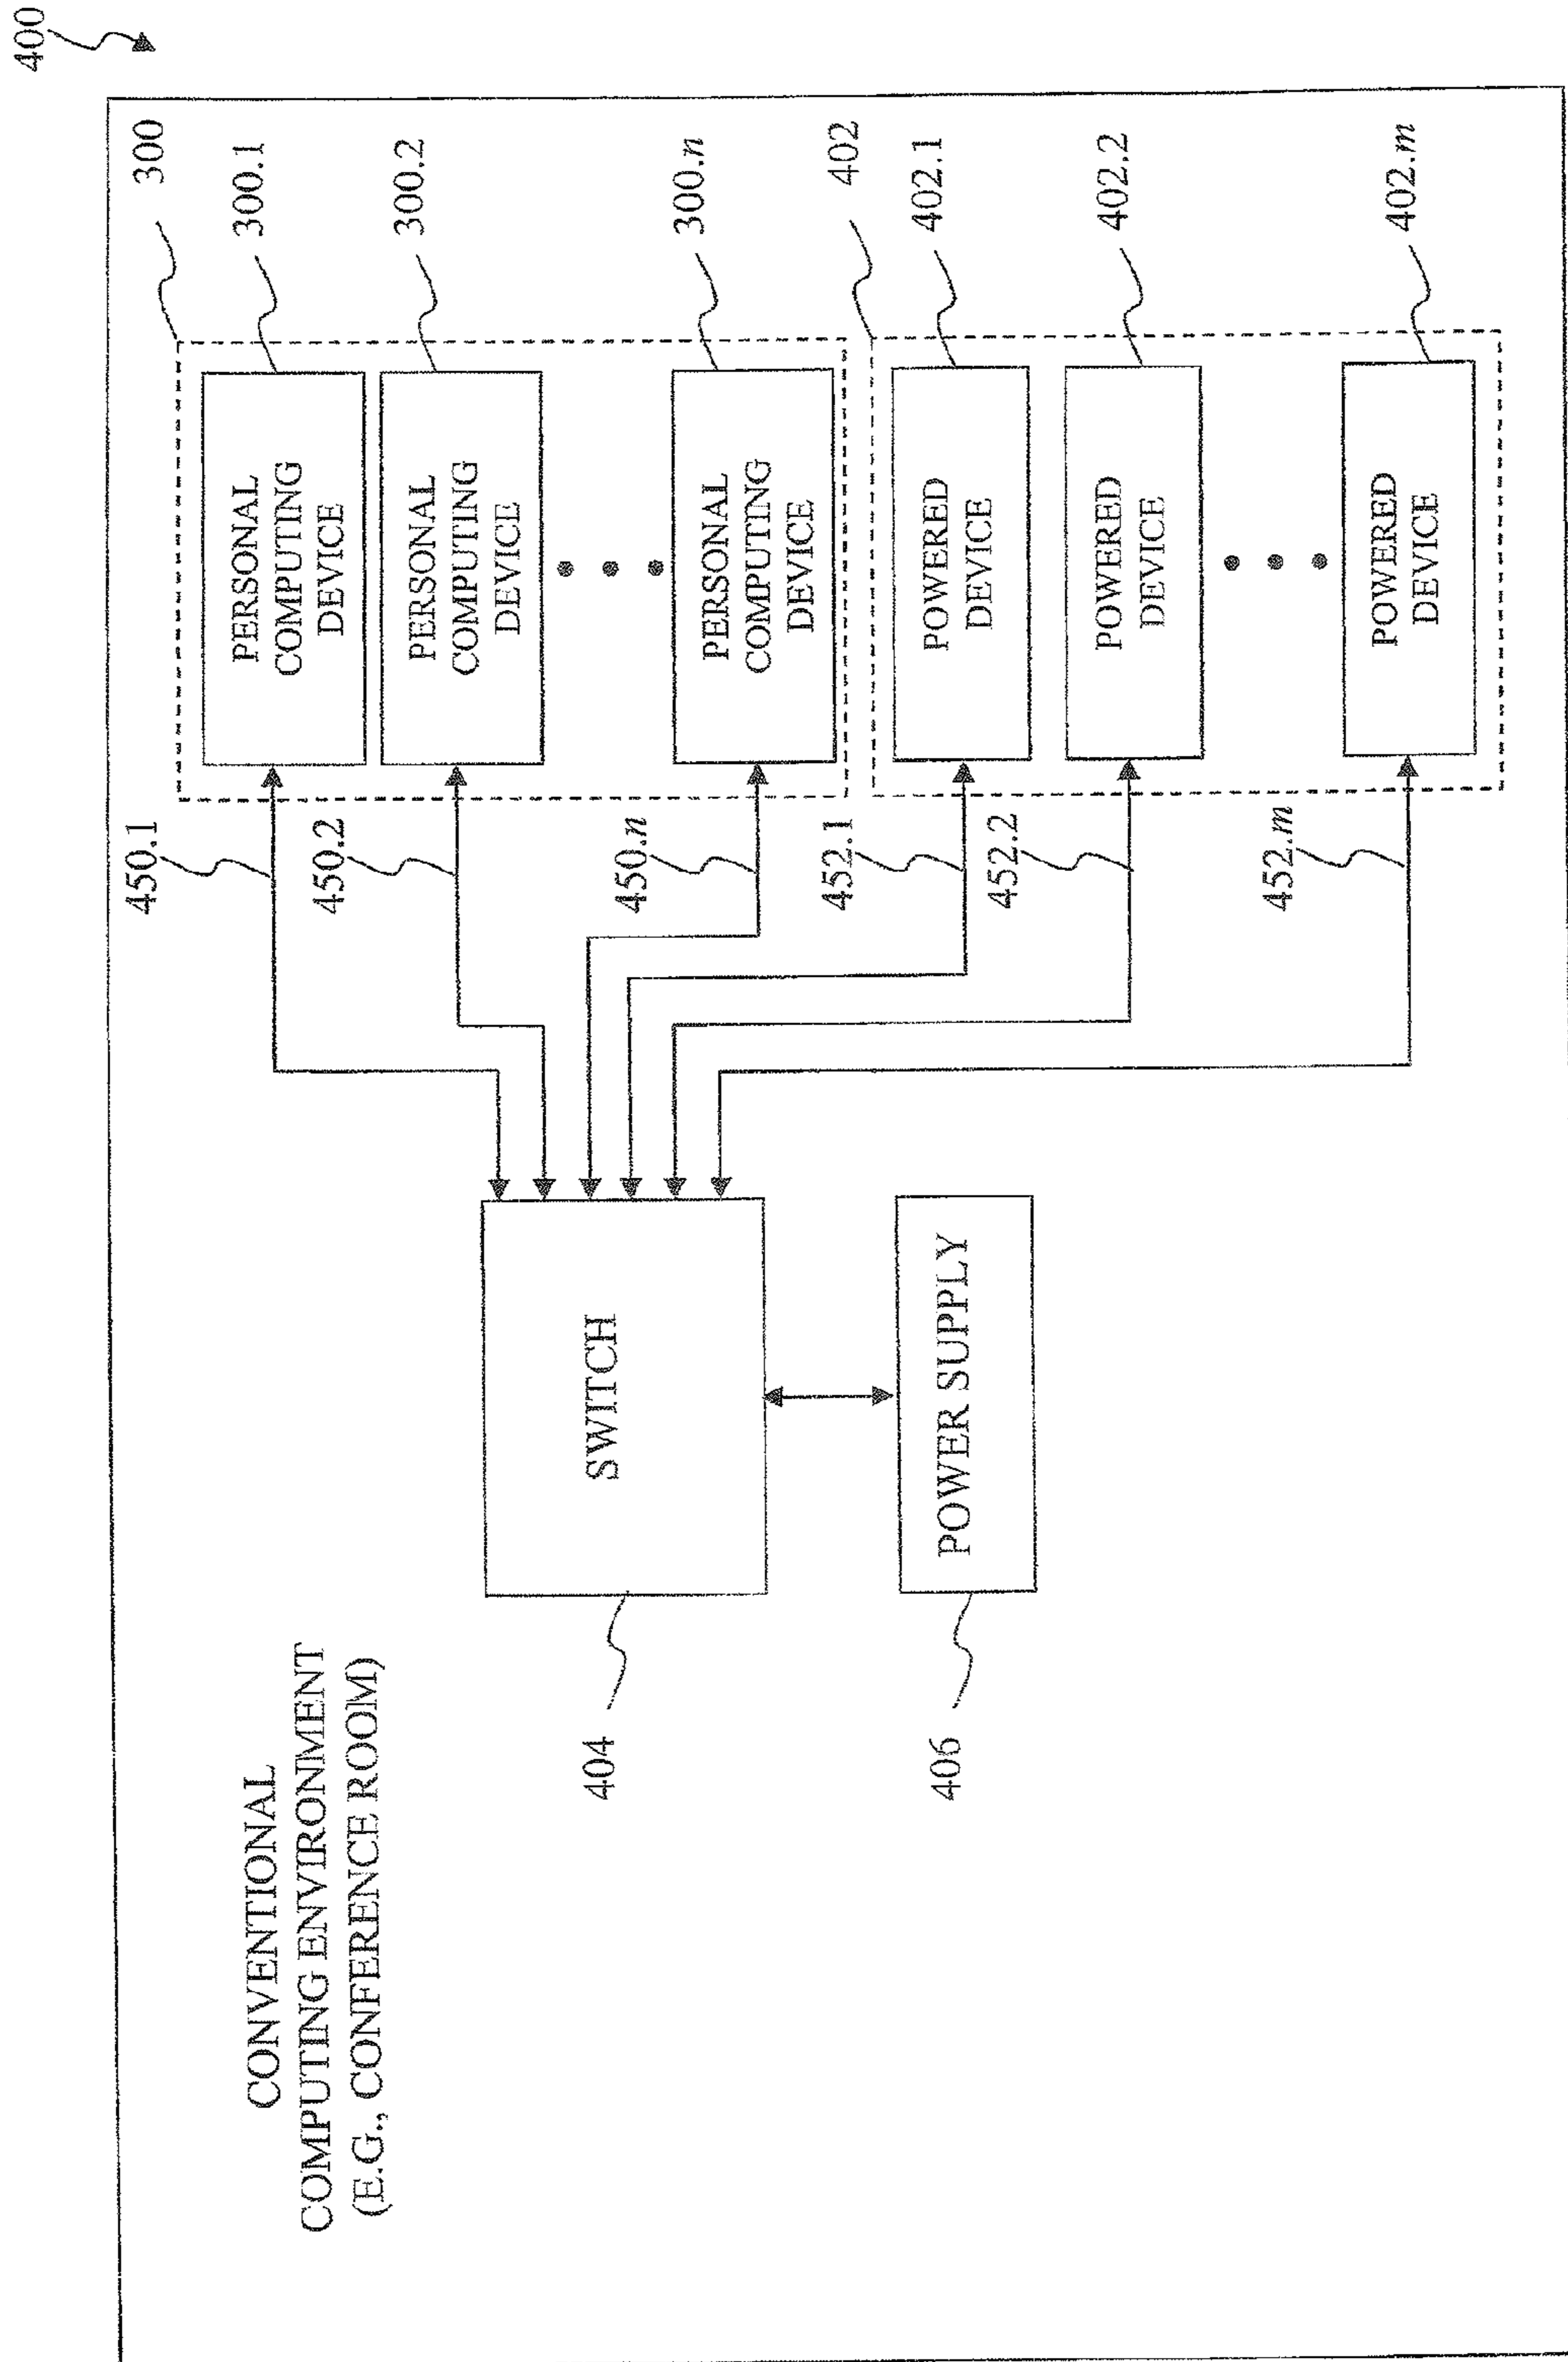 400
CONVENTIONAL
COMPUTING ENVIRONMENT
(E.G., CONFERENCE ROOM)
300
450.1
PERSONAL
COMPUTING
DEVICE
300.1
450.2
PERSONAL
COMPUTING
DEVICE
300.2
450.n
PERSONAL
COMPUTING
DEVICE
300.n
404
SWITCH
402
452.1
POWERED
DEVICE
402.1
452.2
POWERED
DEVICE
402.2
406
POWER SUPPLY
452.m
POWERED
DEVICE
402.m